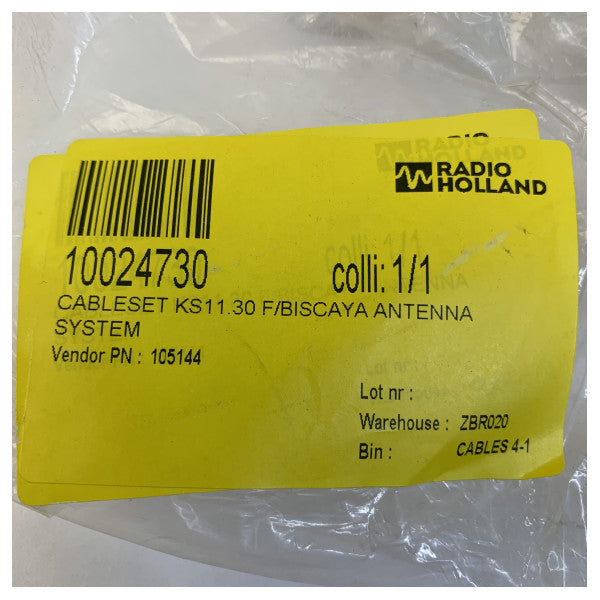 RADIO
RADIO
HOLLAND
10024730
colli: 1/1
CABLESET KS11.30 F/BISCAYA ANTENNA
SYSTEM
Vendor PN : 105144
Lot nr :
Warehouse : ZBR020
Bin : CABLES 4-1